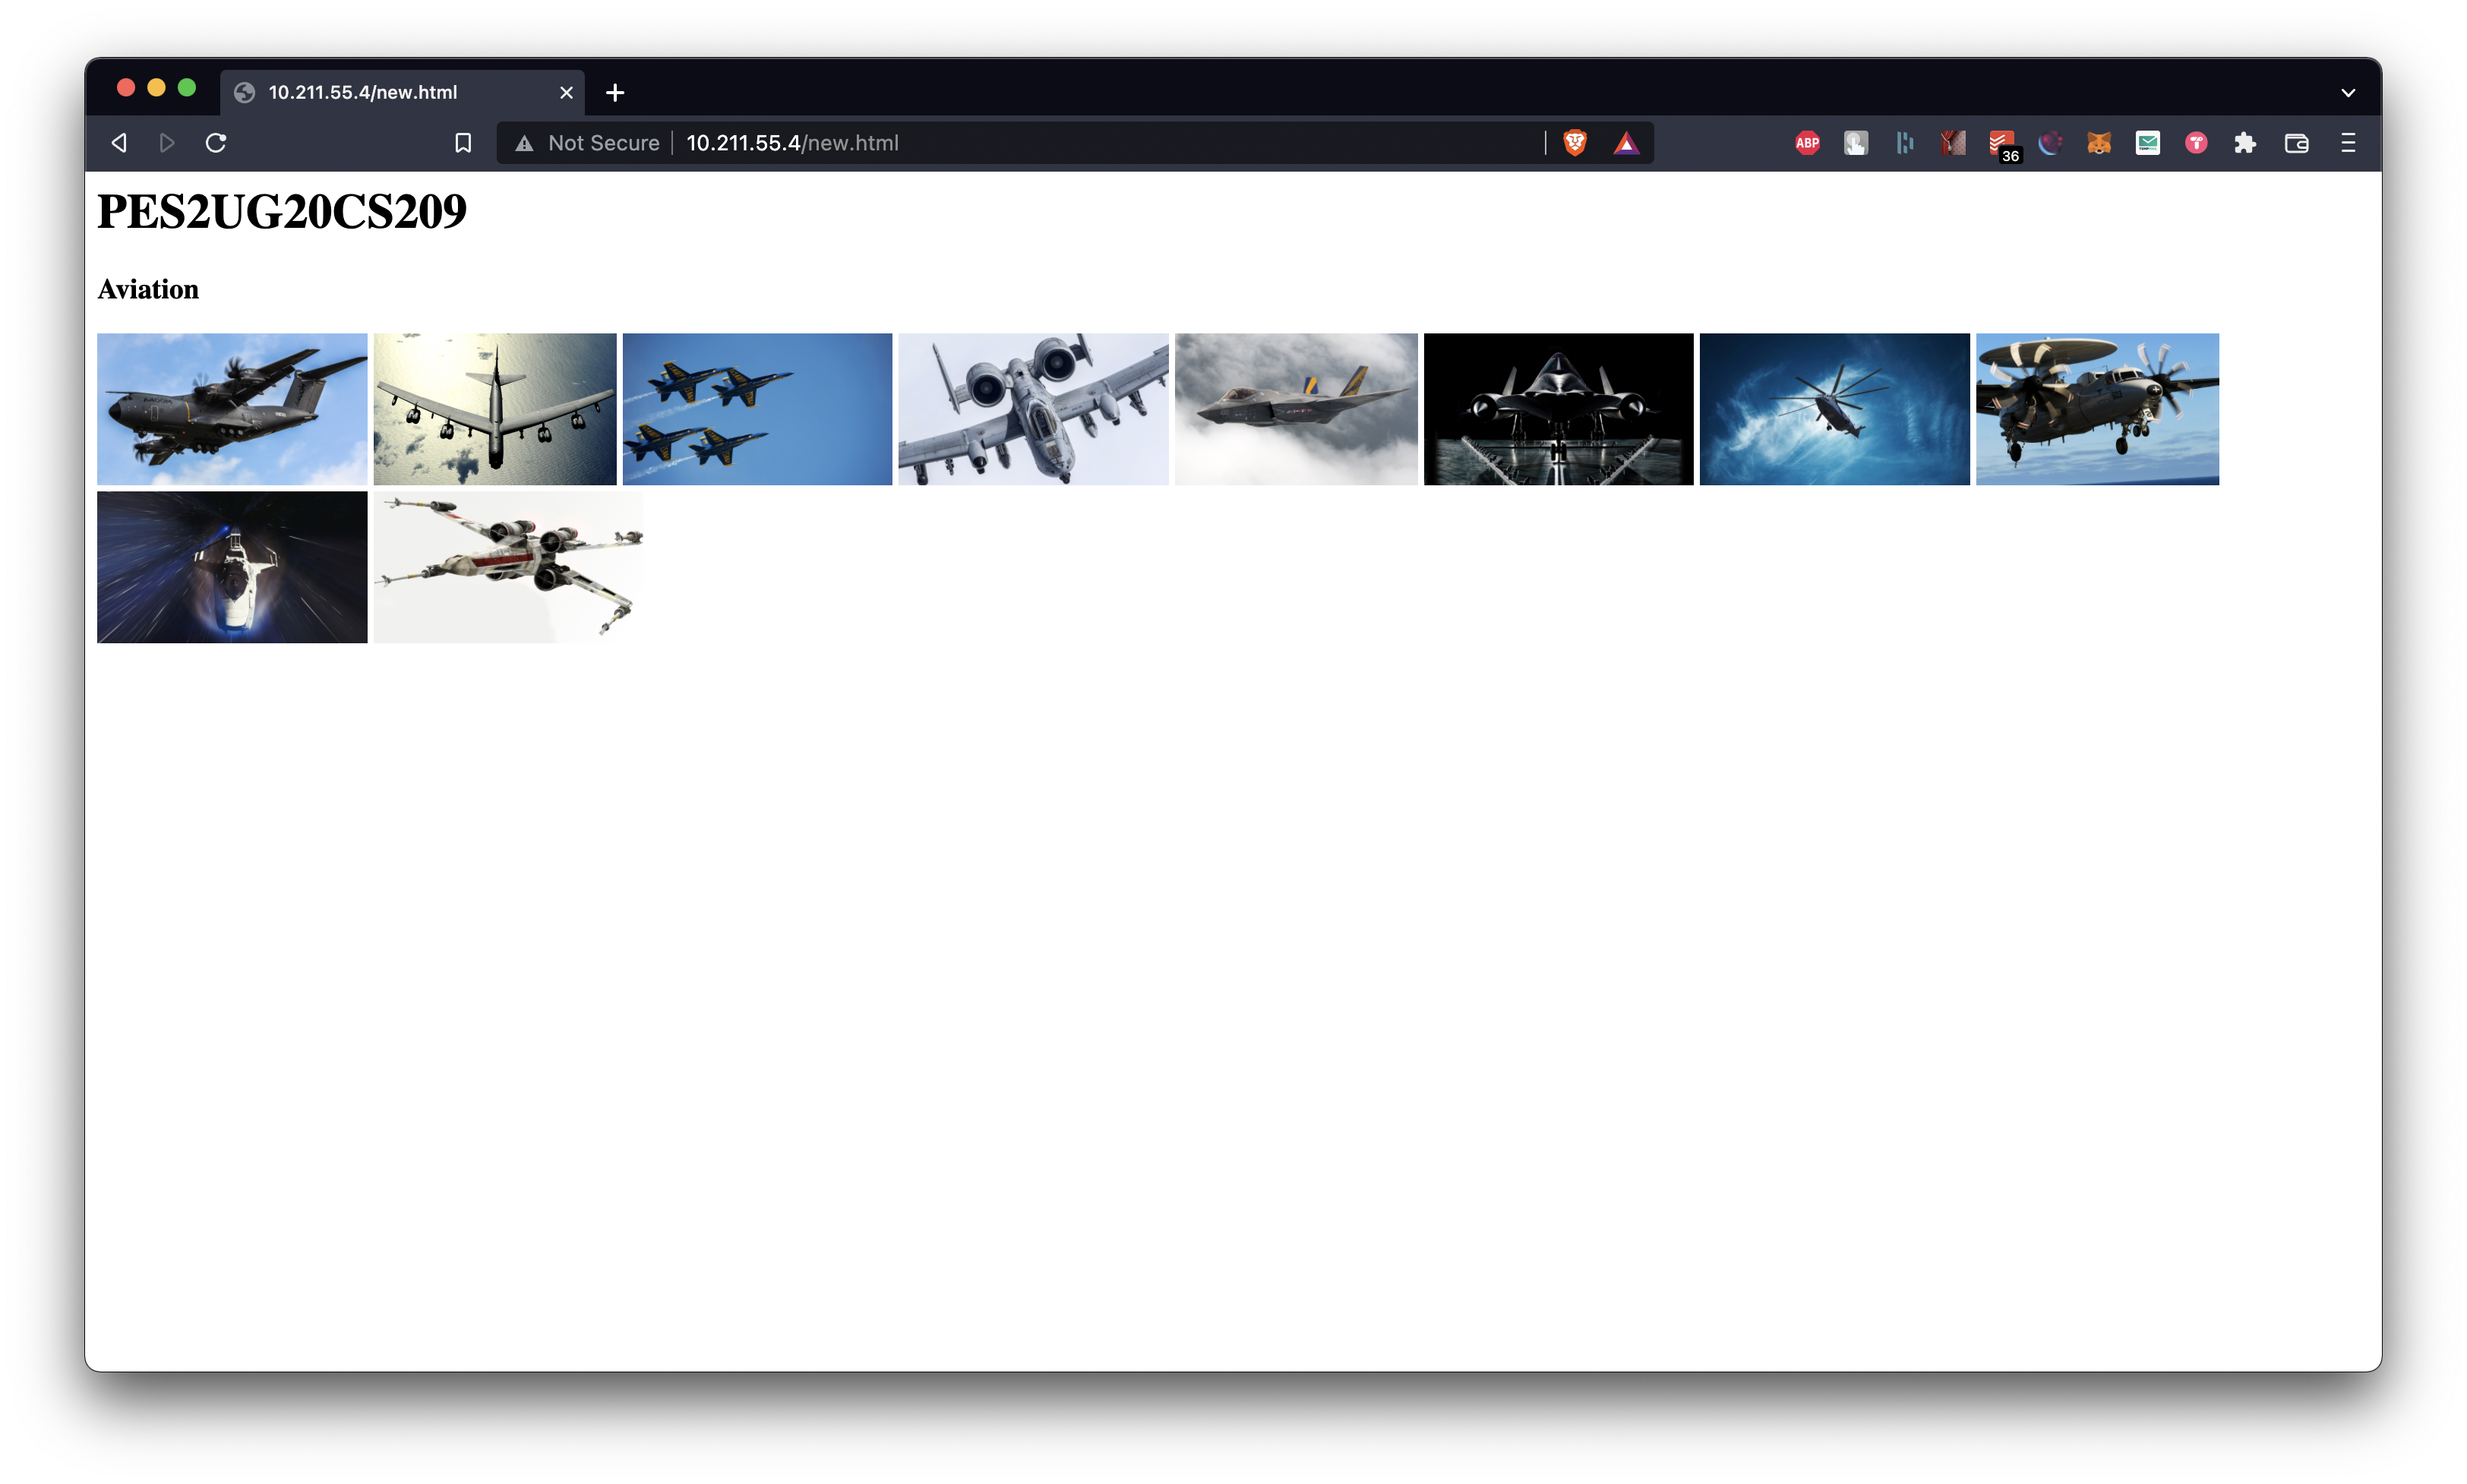 10.211.55.4/new.html
Not Secure 10.211.55.4/new.html
ABP
36
PES2UG20CS209
Aviation